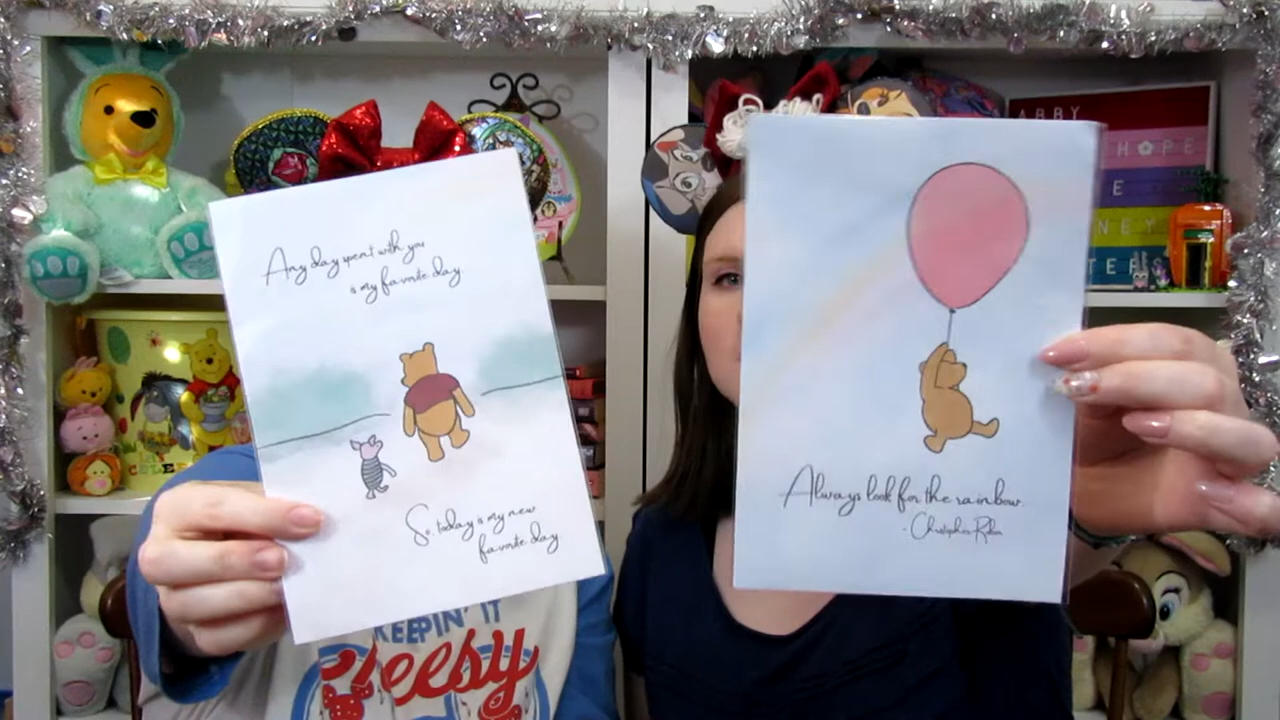 Any day spent with you
is my favorite day.
So, today is my new
favorite day.
Always look for the rainbow.
- Christopher Robin
KEEPIN' IT
ABBY
HOPE